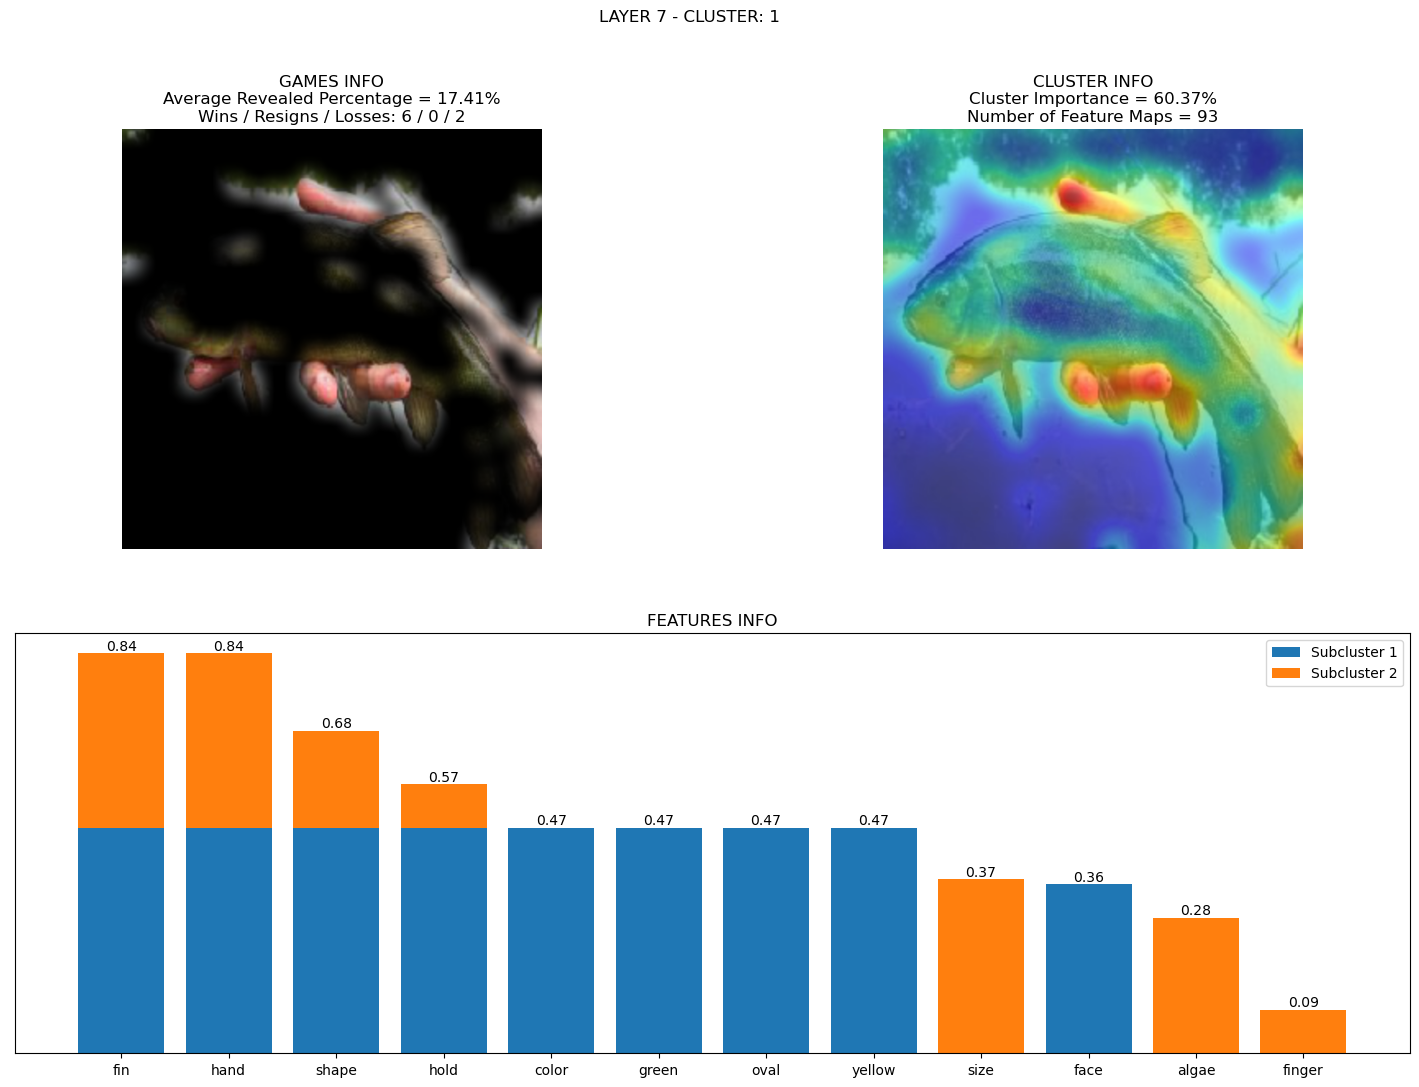 LAYER 7 - CLUSTER: 1
GAMES INFO
Average Revealed Percentage = 17.41%
Wins / Resigns / Losses: 6 / 0 / 2
CLUSTER INFO
Cluster Importance = 60.37%
Number of Feature Maps = 93
FEATURES INFO
Subcluster 1
Subcluster 2
0.84
0.84
0.68
0.57
0.47
0.47
0.47
0.47
0.37
0.36
0.28
0.09
fin
hand
shape
hold
color
green
oval
yellow
size
face
algae
finger